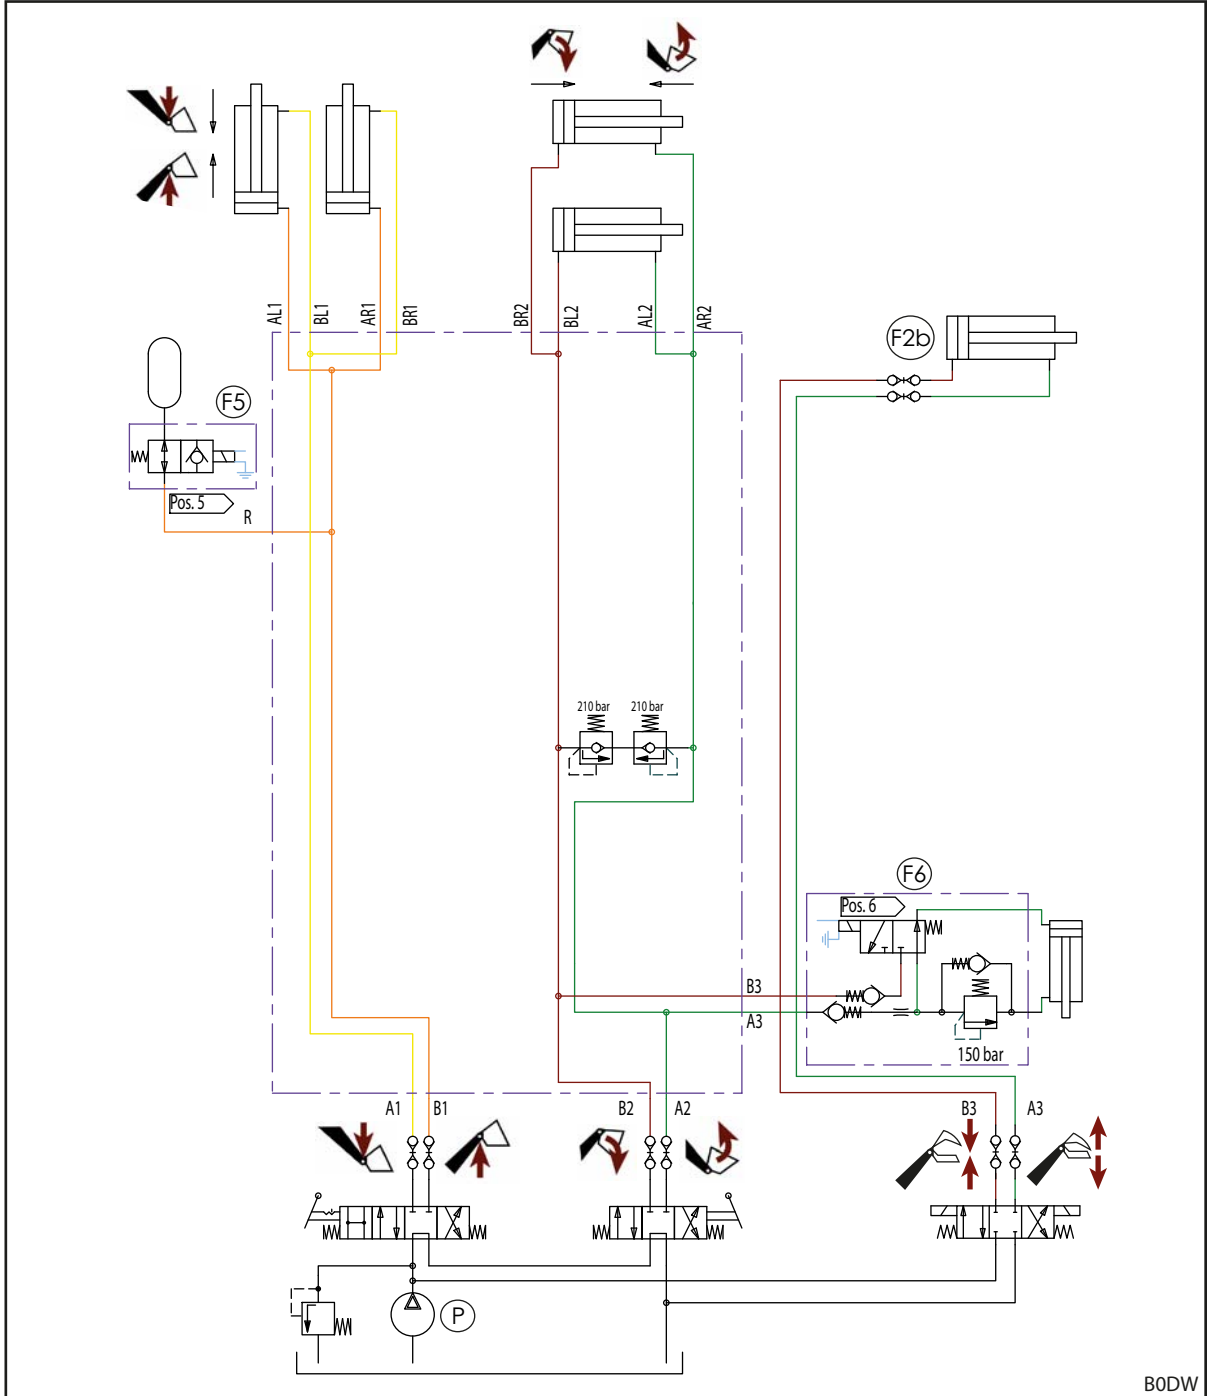 AL1
BL1
AR1
BR1
BR2
BL2
AL2
AR2
F2b
F5
Pos. 5
R
210 bar
210 bar
F6
Pos. 6
B3
A3
150 bar
A1
B1
B2
A2
B3
A3
P
B0DW